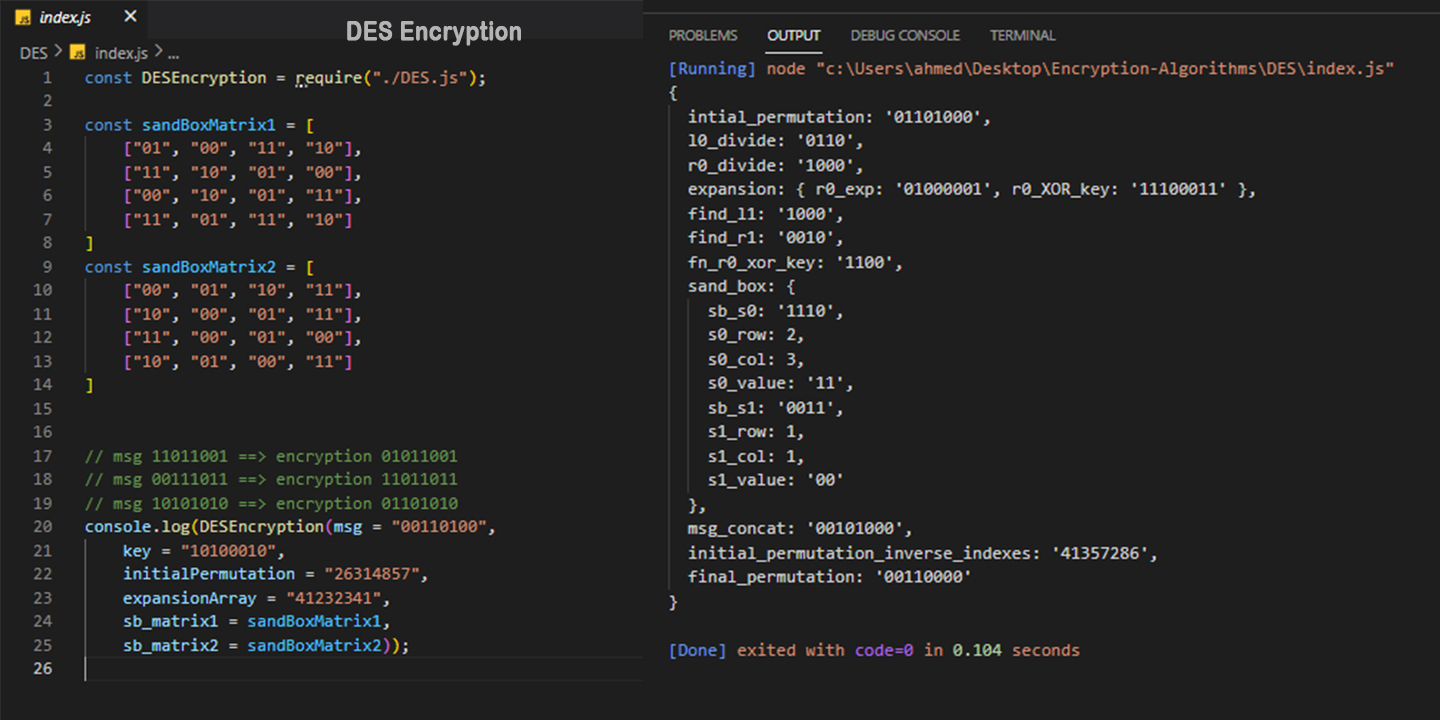 index.js
DES Encryption
DES > index.js > ...
1 const DESEncryption = require("./DES.js");
2
3 const sandBoxMatrix1 = [
4 ["01", "00", "11", "10"],
5 ["11", "10", "01", "00"],
6 ["00", "10", "01", "11"],
7 ["11", "01", "11", "10"]
8 ]
9 const sandBoxMatrix2 = [
10 ["00", "01", "10", "11"],
11 ["10", "00", "01", "11"],
12 ["11", "00", "01", "00"],
13 ["10", "01", "00", "11"]
14 ]
15
16
17 // msg 11011001 ==> encryption 01011001
18 // msg 00111011 ==> encryption 11011011
19 // msg 10101010 ==> encryption 01101010
20 console.log(DESEncryption(msg = "00110100",
21 key = "10100010",
22 initialPermutation = "26314857",
23 expansionArray = "41232341",
24 sb_matrix1 = sandBoxMatrix1,
25 sb_matrix2 = sandBoxMatrix2));
26
PROBLEMS OUTPUT DEBUG CONSOLE TERMINAL
[Running] node "c:\Users\ahmed\Desktop\Encryption-Algorithms\DES\index.js"
{
intial_permutation: '01101000',
l0_divide: '0110',
r0_divide: '1000',
expansion: { r0_exp: '01000001', r0_XOR_key: '11100011' },
find_l1: '1000',
find_r1: '0010',
fn_r0_xor_key: '1100',
sand_box: {
sb_s0: '1110',
s0_row: 2,
s0_col: 3,
s0_value: '11',
sb_s1: '0011',
s1_row: 1,
s1_col: 1,
s1_value: '00'
},
msg_concat: '00101000',
initial_permutation_inverse_indexes: '41357286',
final_permutation: '00110000'
}
[Done] exited with code=0 in 0.104 seconds